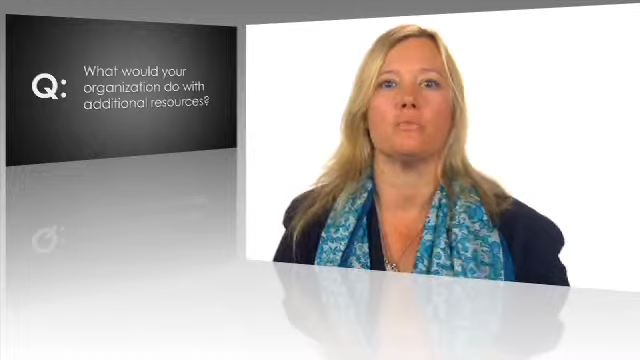 Q:
What would your
organization do with
additional resources?